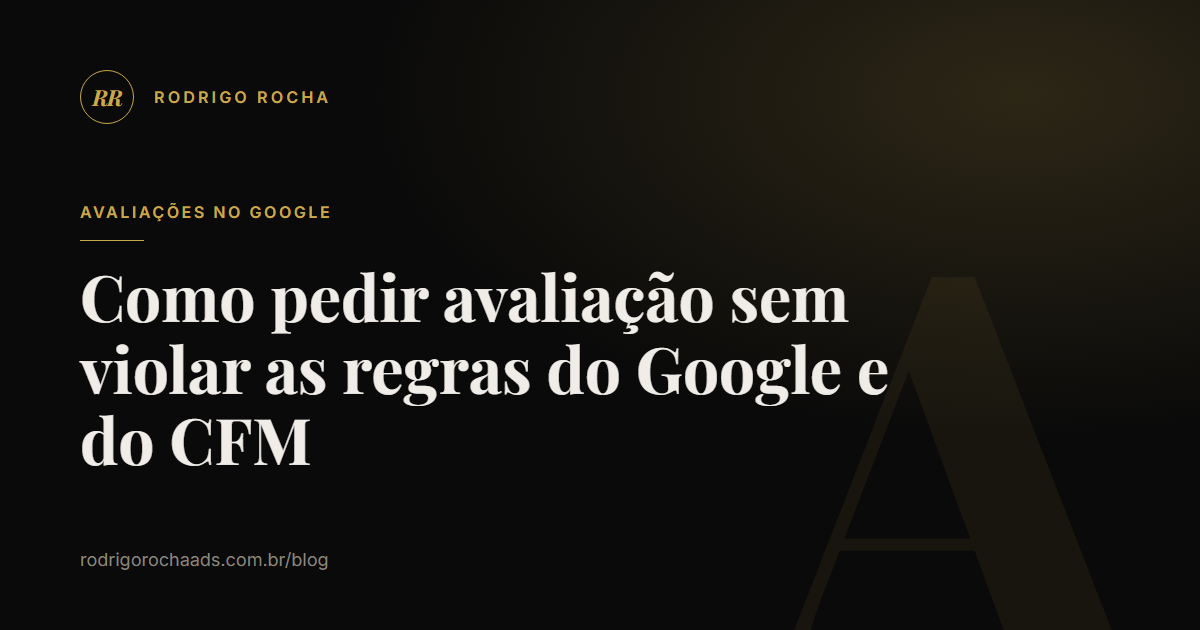 RR
RODRIGO ROCHA
AVALIAÇÕES NO GOOGLE
Como pedir avaliação sem
violar as regras do Google e
do CFM
A
rodrigorochaads.com.br/blog